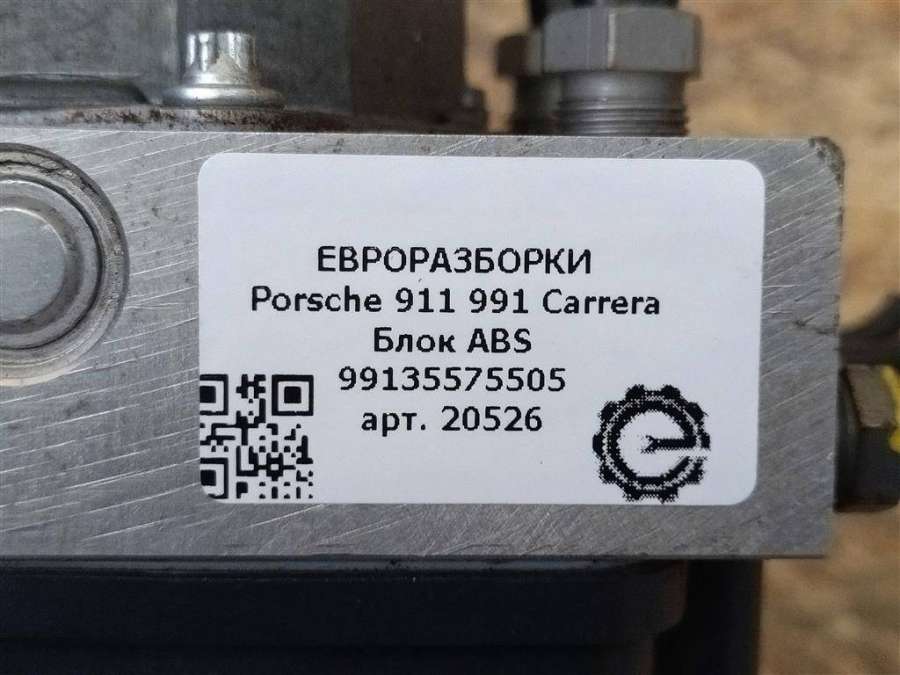 ЕВРОРАЗБОРКИ
Porsche 911 991 Carrera
Блок ABS
99135575505
арт. 20526